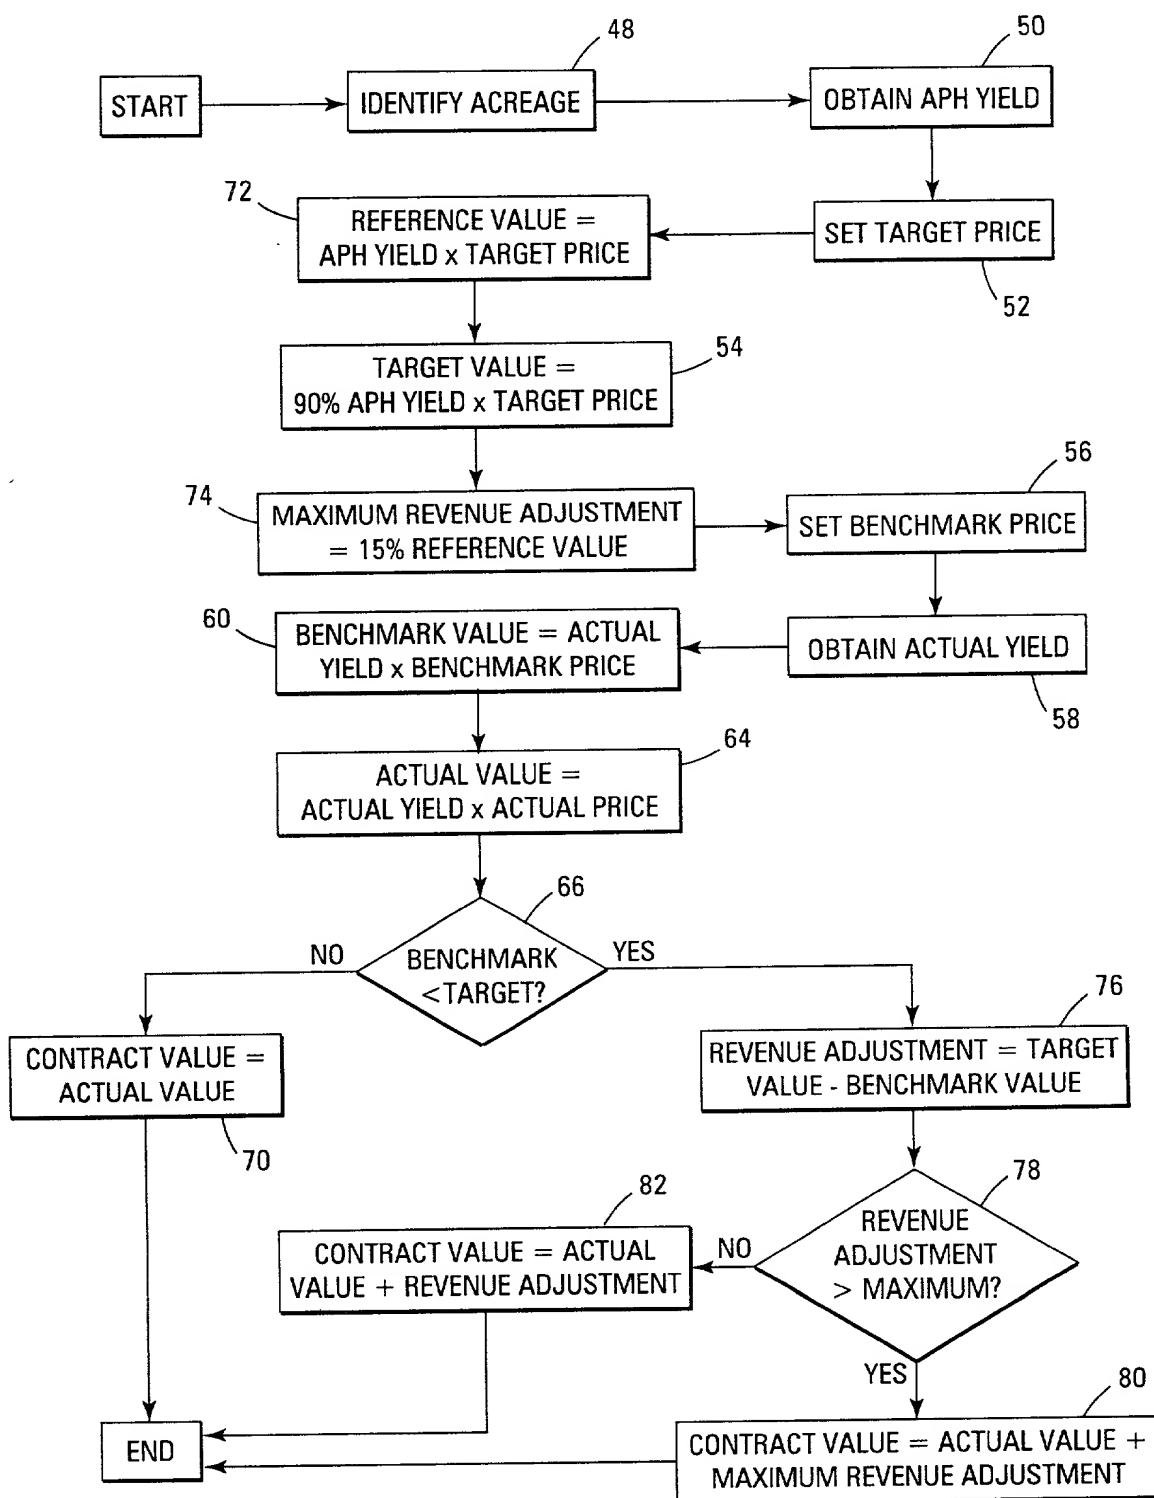 48
50
START
IDENTIFY ACREAGE
OBTAIN APH YIELD
72
REFERENCE VALUE =
APH YIELD x TARGET PRICE
SET TARGET PRICE
52
54
TARGET VALUE =
90% APH YIELD x TARGET PRICE
56
74
MAXIMUM REVENUE ADJUSTMENT
= 15% REFERENCE VALUE
SET BENCHMARK PRICE
60
BENCHMARK VALUE = ACTUAL
YIELD x BENCHMARK PRICE
OBTAIN ACTUAL YIELD
58
64
ACTUAL VALUE =
ACTUAL YIELD x ACTUAL PRICE
66
NO
BENCHMARK
<TARGET?
YES
76
CONTRACT VALUE =
ACTUAL VALUE
70
REVENUE ADJUSTMENT = TARGET
VALUE - BENCHMARK VALUE
78
82
CONTRACT VALUE = ACTUAL
VALUE + REVENUE ADJUSTMENT
NO
REVENUE
ADJUSTMENT
> MAXIMUM?
YES
80
END
CONTRACT VALUE = ACTUAL VALUE +
MAXIMUM REVENUE ADJUSTMENT